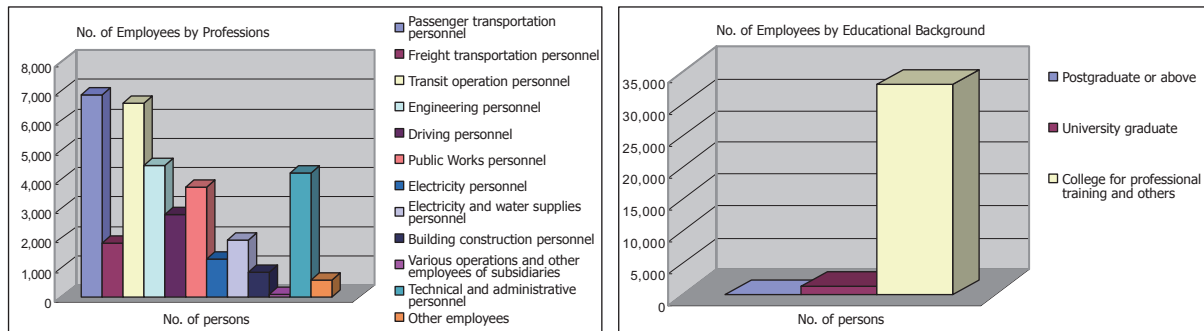 No. of Employees by Professions
8,000
7,000
6,000
5,000
4,000
3,000
2,000
1,000
0
No. of persons
Passenger transportation
personnel
Freight transportation personnel
Transit operation personnel
Engineering personnel
Driving personnel
Public Works personnel
Electricity personnel
Electricity and water supplies
personnel
Building construction personnel
Various operations and other
employees of subsidiaries
Technical and administrative
personnel
Other employees
No. of Employees by Educational Background
35,000
30,000
25,000
20,000
15,000
10,000
5,000
0
No. of persons
Postgraduate or above
University graduate
College for professional
training and others